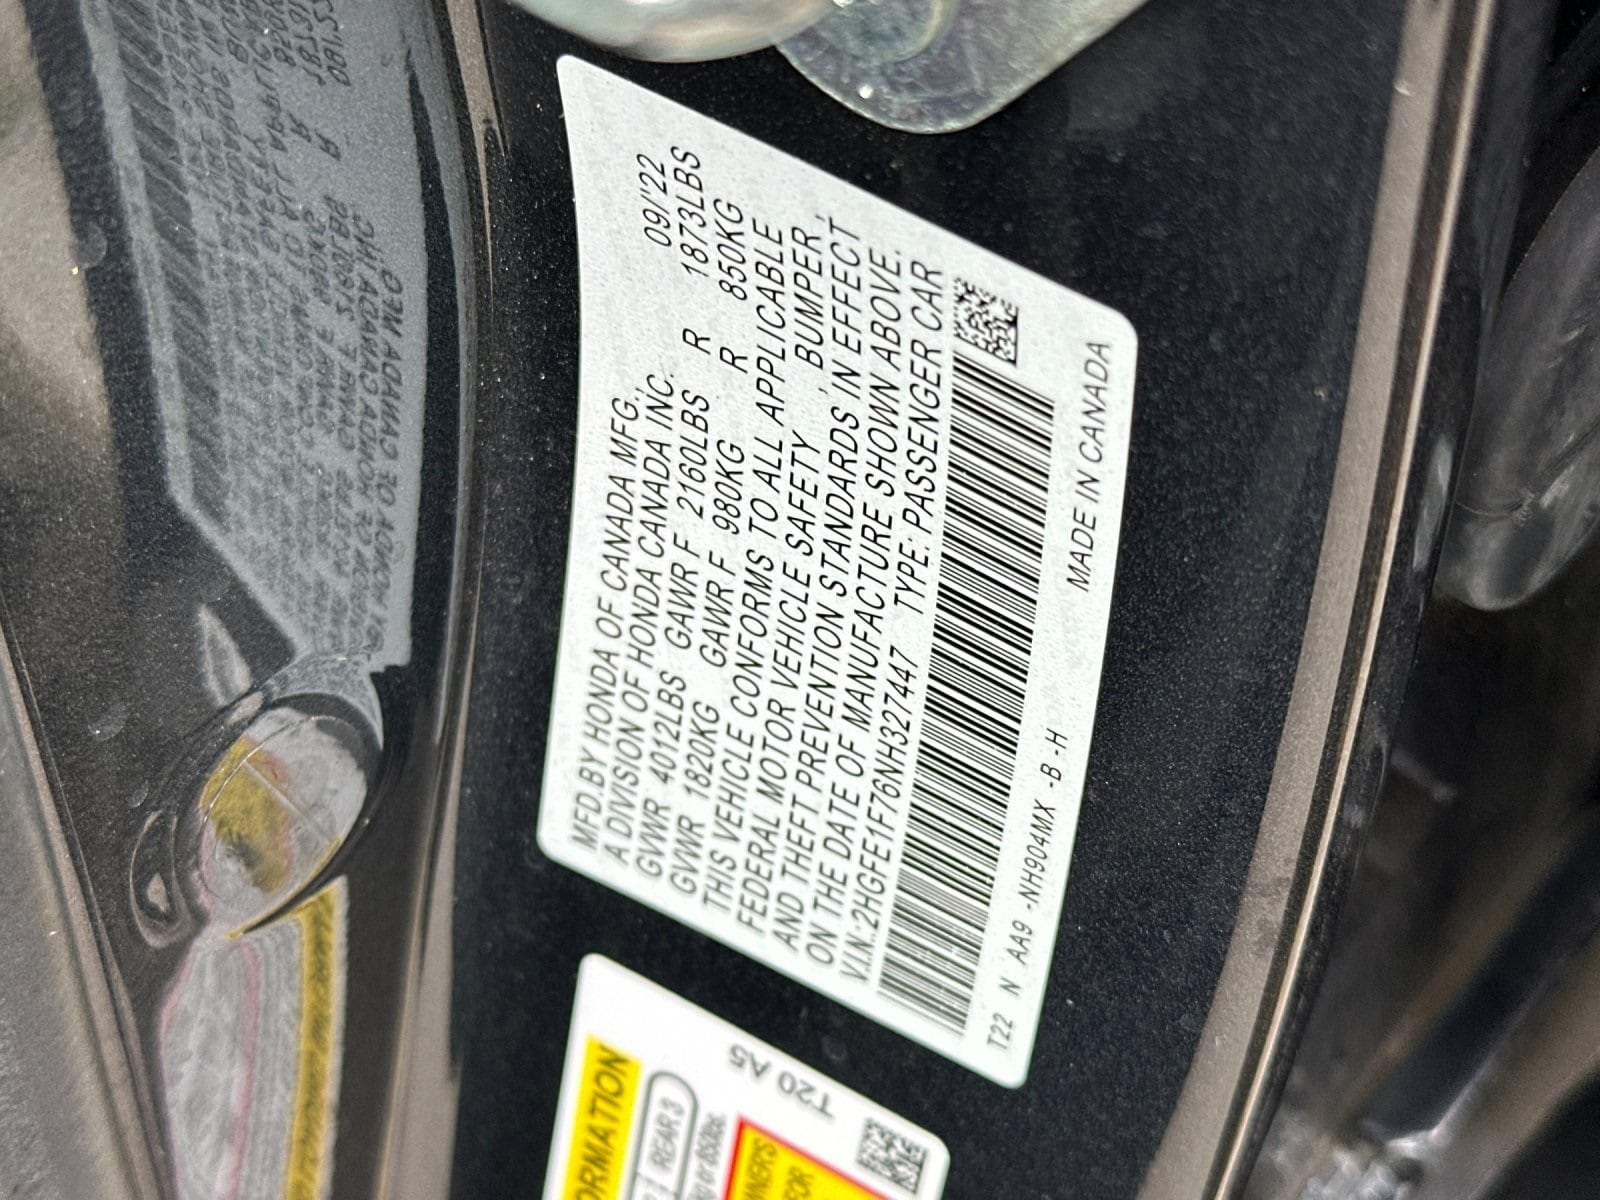 MFD.BY HONDA OF CANADA MFG.,
A DIVISION OF HONDA CANADA INC. 09/'22
GVWR 4012LBS GAWR F 2160LBS R 1873LBS
GVWR 1820KG GAWR F 980KG R 850KG
THIS VEHICLE CONFORMS TO ALL APPLICABLE
FEDERAL MOTOR VEHICLE SAFETY , BUMPER,
AND THEFT PREVENTION STANDARDS IN EFFECT
ON THE DATE OF MANUFACTURE SHOWN ABOVE.
V.I.N.:2HGFE1F76NH327447 TYPE: PASSENGER CAR
T22 N AA9 -NH904MX -B -H MADE IN CANADA
T20 A5
REAR 3
FOR